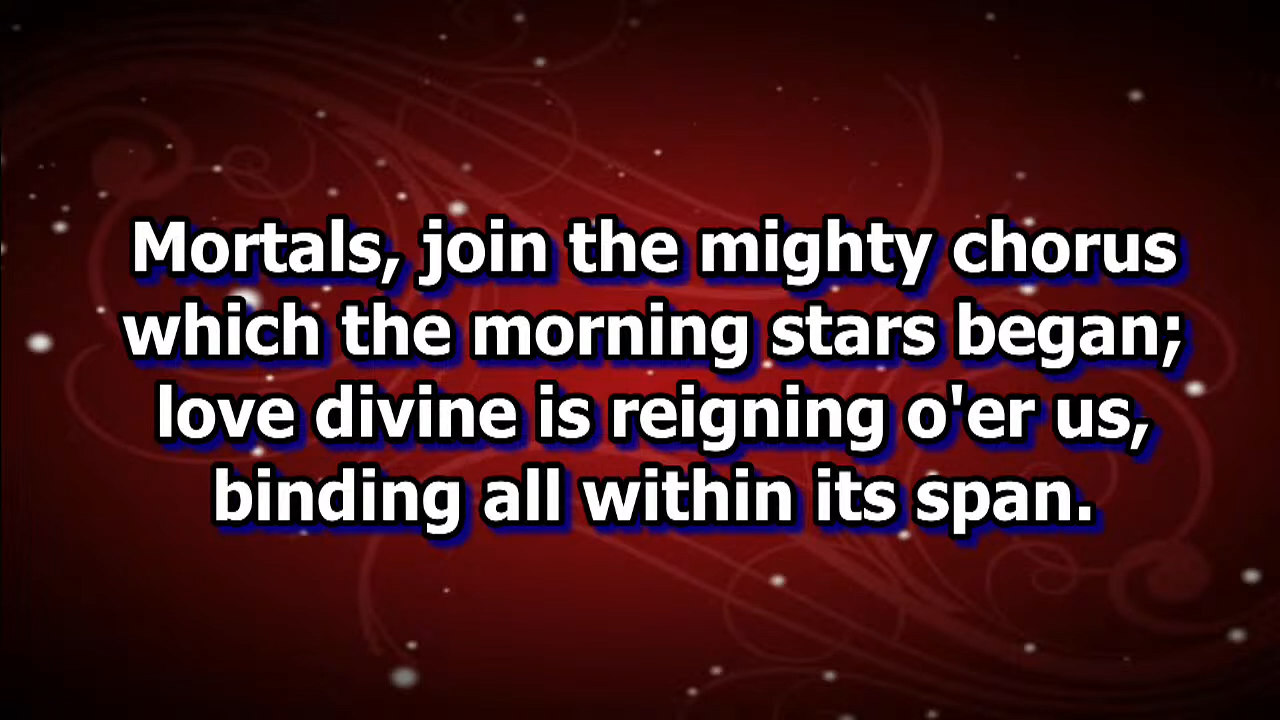 Mortals, join the mighty chorus
which the morning stars began;
love divine is reigning o'er us,
binding all within its span.